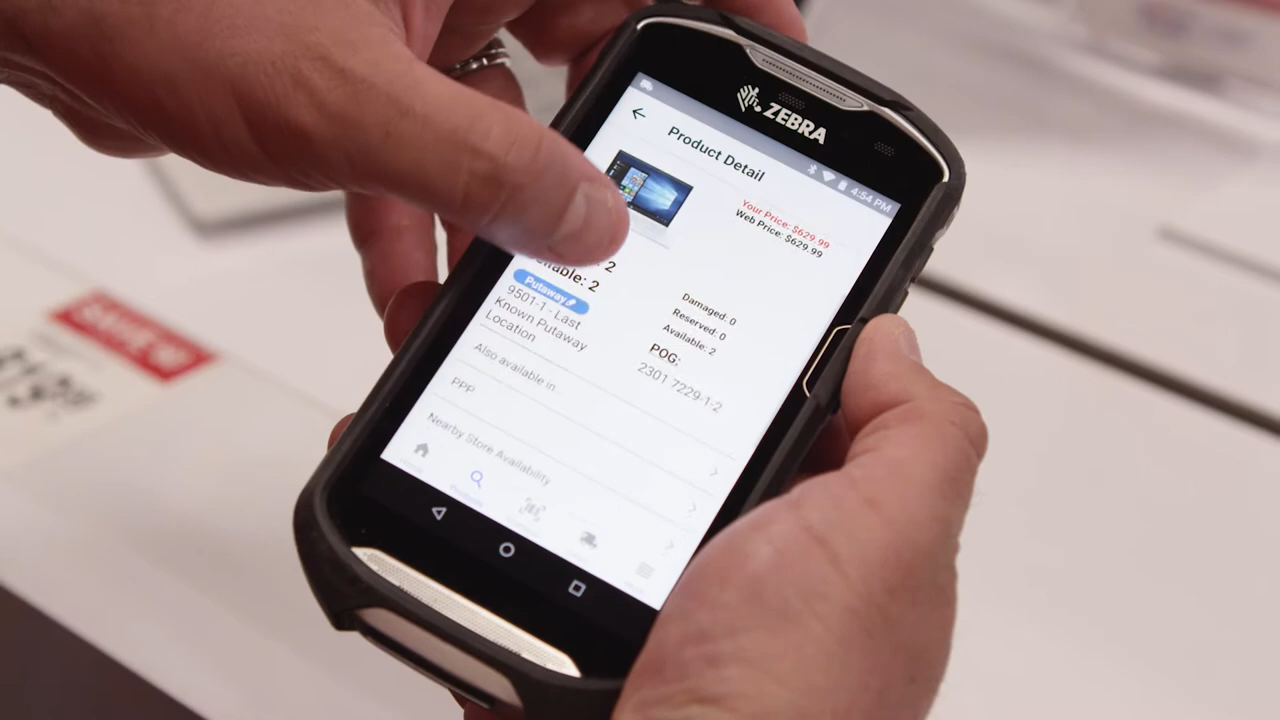 ZEBRA
4:54 PM
Product Detail
Your Price: $629.99
Web Price: $629.99
: 2
ilable: 2
Putaway
9501-1 - Last
Known Putaway
Location
Damaged: 0
Reserved: 0
Available: 2
POG:
2301 7229-1-2
Also available in...
PPP
Nearby Store Availability